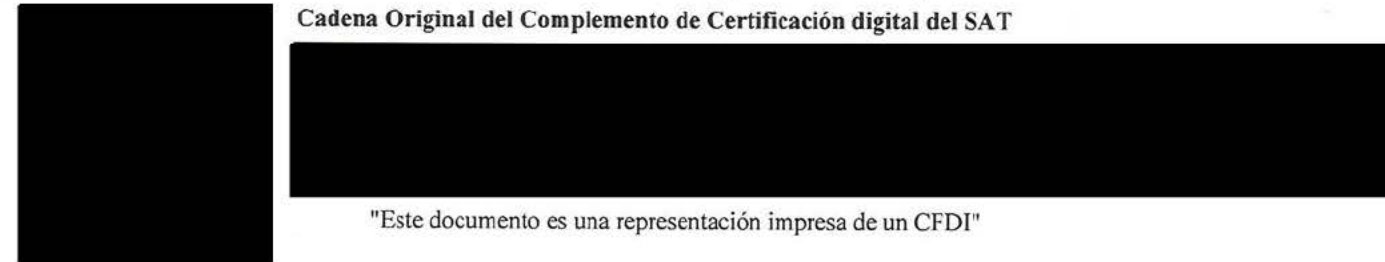 Cadena Original del Complemento de Certificación digital del SAT
"Este documento es una representación impresa de un CFDI"